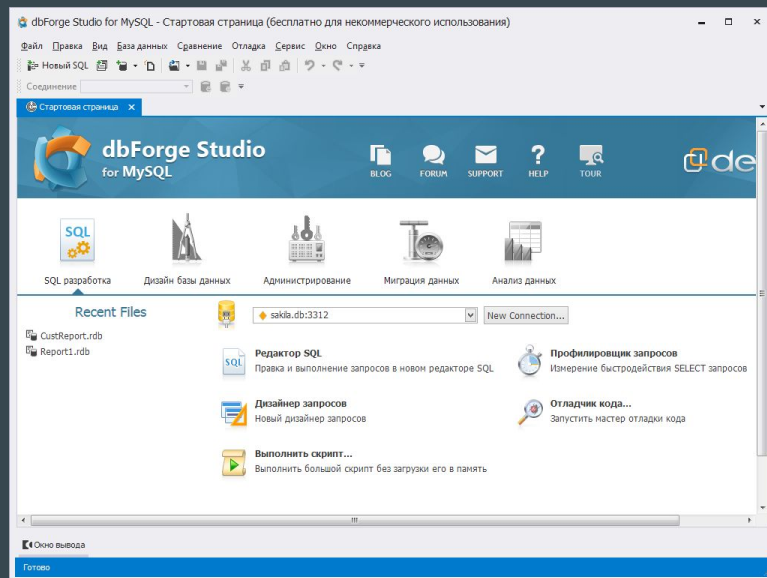 dbForge Studio for MySQL - Стартовая страница (бесплатно для некоммерческого использования)
Файл Правка Вид База данных Сравнение Отладка Сервис Окно Справка
Новый SQL
Соединение
Стартовая страница
dbForge Studio
for MySQL
BLOG FORUM SUPPORT HELP TOUR
de
SQL
SQL разработка Дизайн базы данных Администрирование Миграция данных Анализ данных
Recent Files
sakila.db:3312 New Connection...
CustReport.rdb
Report1.rdb
SQL
Редактор SQL
Правка и выполнение запросов в новом редакторе SQL
Профилировщик запросов
Измерение быстродействия SELECT запросов
Дизайнер запросов
Новый дизайнер запросов
Отладчик кода...
Запустить мастер отладки кода
Выполнить скрипт...
Выполнить большой скрипт без загрузки его в память
Окно вывода
Готово